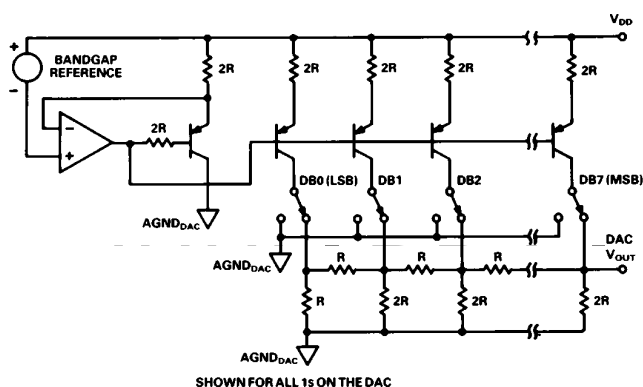 V_DD
+
BANDGAP
REFERENCE
-
2R
2R
2R
2R
2R
-
+
2R
DB0 (LSB)
DB1
DB2
DB7 (MSB)
AGND_DAC
AGND_DAC
DAC
V_OUT
R
R
R
R
2R
2R
2R
AGND_DAC
SHOWN FOR ALL 1s ON THE DAC